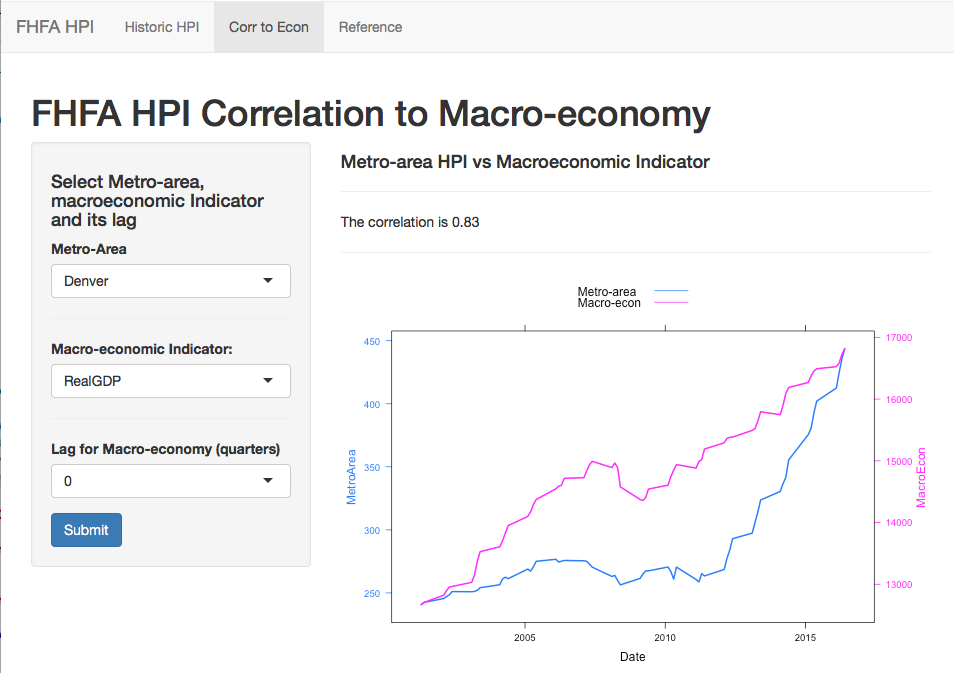 FHFA HPI
Historic HPI
Corr to Econ
Reference
FHFA HPI Correlation to Macro-economy
Select Metro-area,
macroeconomic Indicator
and its lag
Metro-Area
Denver
Macro-economic Indicator:
RealGDP
Lag for Macro-economy (quarters)
0
Submit
Metro-area HPI vs Macroeconomic Indicator
The correlation is 0.83
Metro-area
Macro-econ
MetroArea
450
400
350
300
250
17000
16000
15000
14000
13000
MacroEcon
2005
2010
2015
Date